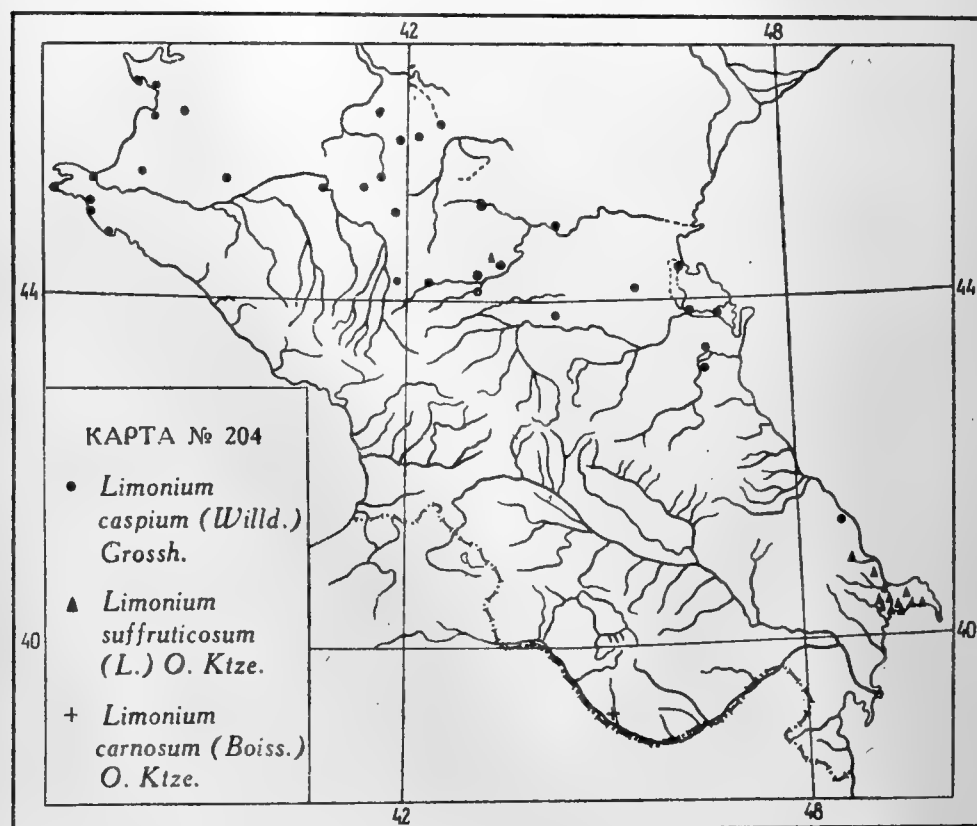 42 48
44 44
КАРТА № 204
Limonium
caspium (Willd.)
Grossh.
Limonium
suffruticosum
(L.) O. Ktze.
Limonium
carnosum (Boiss.)
O. Ktze.
40 40
42 48